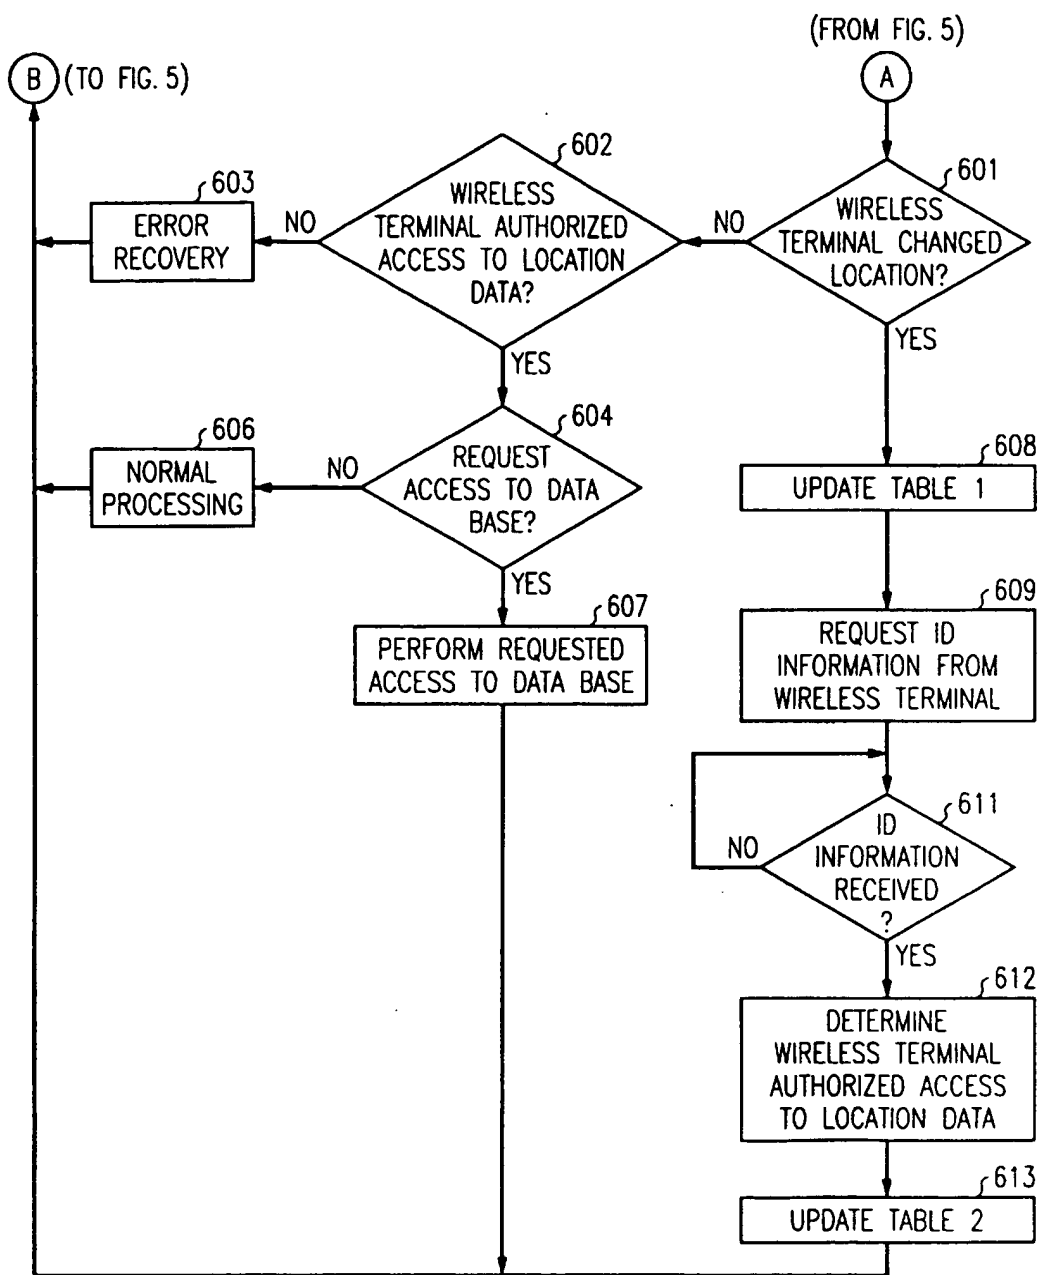 (FROM FIG. 5)
B (TO FIG. 5)
A
602
WIRELESS
TERMINAL AUTHORIZED
ACCESS TO LOCATION
DATA?
603
ERROR
RECOVERY
NO
NO
601
WIRELESS
TERMINAL CHANGED
LOCATION?
YES
YES
604
REQUEST
ACCESS TO DATA
BASE?
606
NORMAL
PROCESSING
NO
YES
608
UPDATE TABLE 1
607
PERFORM REQUESTED
ACCESS TO DATA BASE
609
REQUEST ID
INFORMATION FROM
WIRELESS TERMINAL
611
ID
INFORMATION
RECEIVED
?
NO
YES
612
DETERMINE
WIRELESS TERMINAL
AUTHORIZED ACCESS
TO LOCATION DATA
613
UPDATE TABLE 2